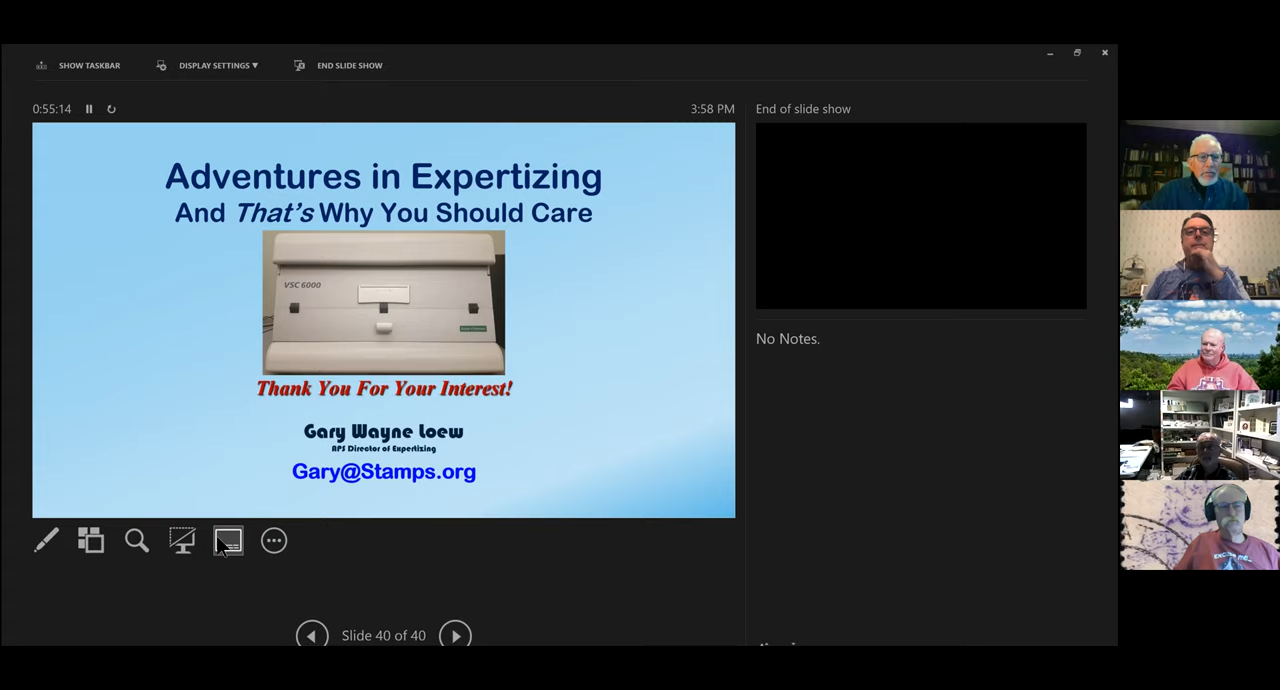 SHOW TASKBAR
DISPLAY SETTINGS ▼
END SLIDE SHOW
0:55:14
3:58 PM
End of slide show
Adventures in Expertizing
And That's Why You Should Care
VSC 6000
Thank You For Your Interest!
Gary Wayne Loew
APS Director of Expertizing
Gary@Stamps.org
No Notes.
EXCUSE ME...
Slide 40 of 40